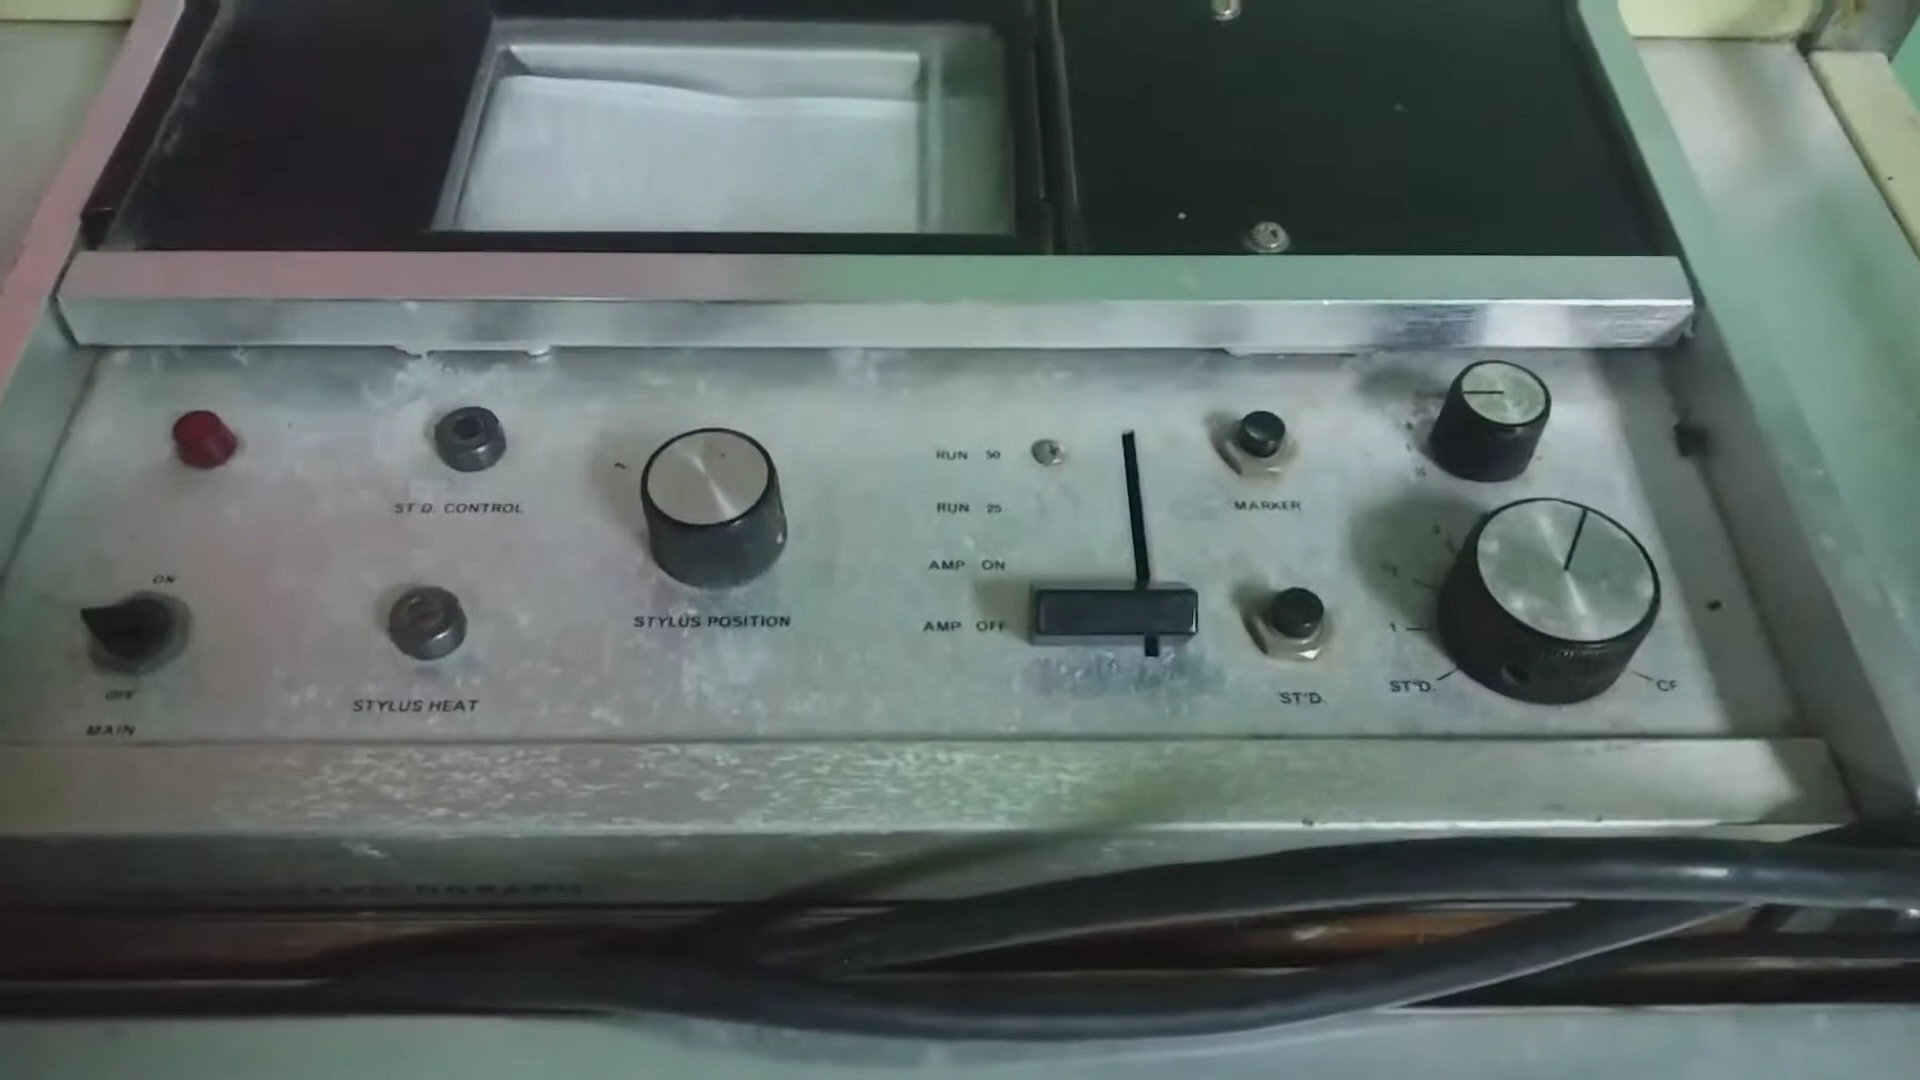 RUN 50
ST'D. CONTROL
RUN 25
MARKER
AMP ON
ON
STYLUS POSITION
AMP OFF
1
OFF
STYLUS HEAT
ST'D.
ST'D.
CF
MAIN